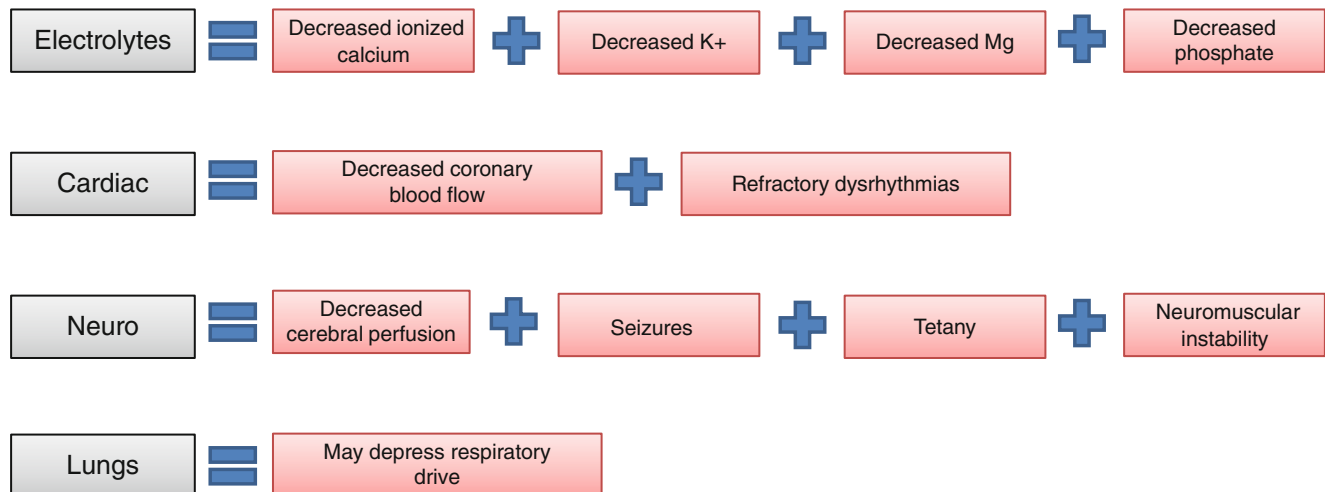 Electrolytes
Decreased ionized
calcium
Decreased K+
Decreased Mg
Decreased
phosphate
Cardiac
Decreased coronary
blood flow
Refractory dysrhythmias
Neuro
Decreased
cerebral perfusion
Seizures
Tetany
Neuromuscular
instability
Lungs
May depress respiratory
drive